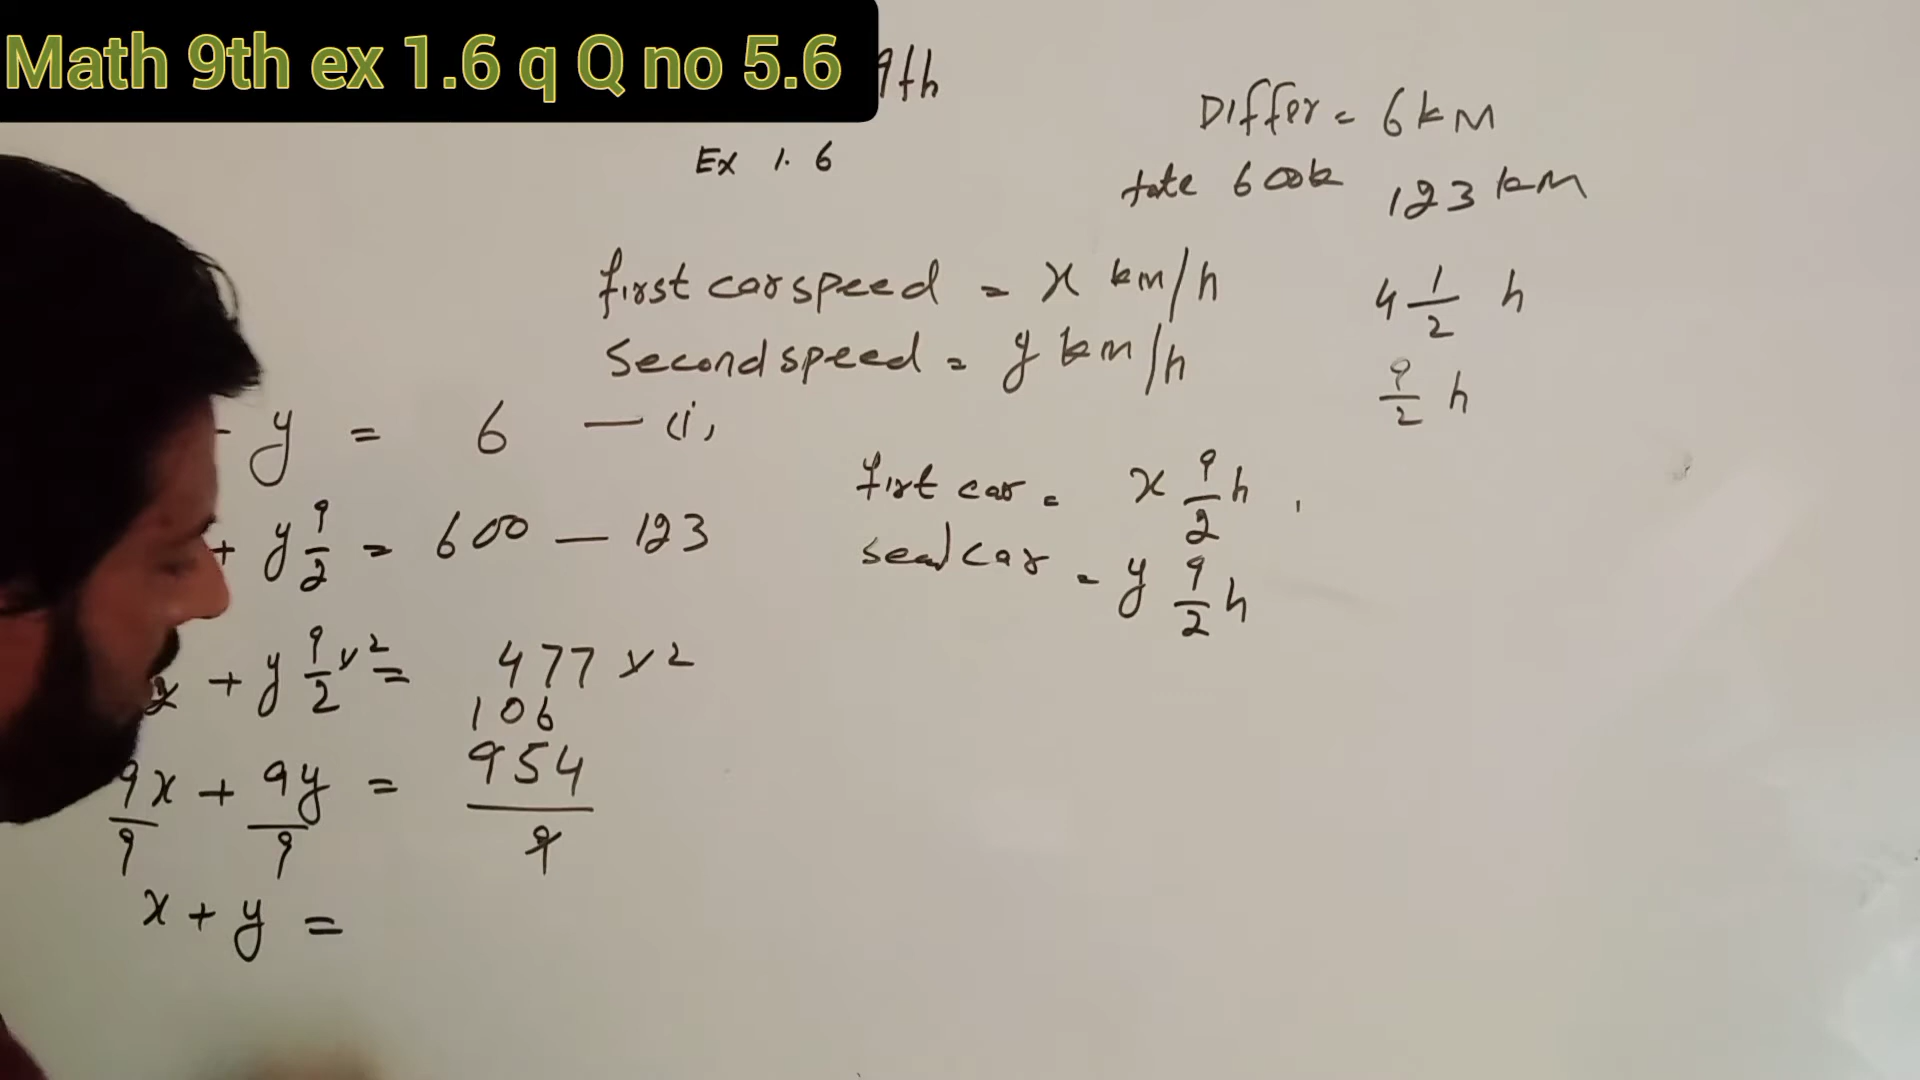 Math 9th ex 1.6 q Q no 5.6
9th
Ex 1.6
Differ = 6 km
tote 600k 123 km
first car speed = x km/h
Second speed = y km/h
4 1/2 h
9/2 h
- y = 6 — (i)
+ y 9/2 = 600 — 123
first car = x 9/2 h
car = y 9/2 h
+ y 9/2 x 2 = 477 x 2
106
9x/9 + 9y/9 = 954/9
x + y =